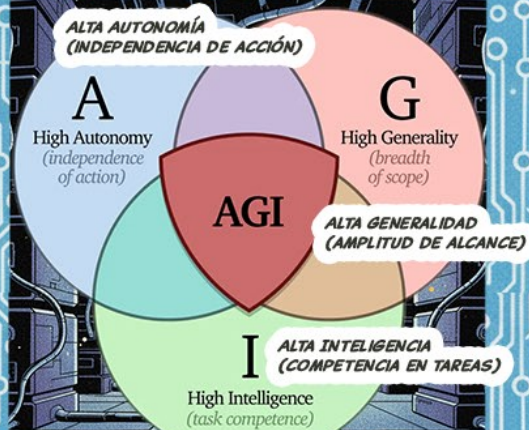 ALTA AUTONOMÍA
(INDEPENDENCIA DE ACCIÓN)
A
High Autonomy
(independence
of action)
G
High Generality
(breadth
of scope)
AGI
ALTA GENERALIDAD
(AMPLITUD DE ALCANCE)
I
High Intelligence
(task competence)
ALTA INTELIGENCIA
(COMPETENCIA EN TAREAS)